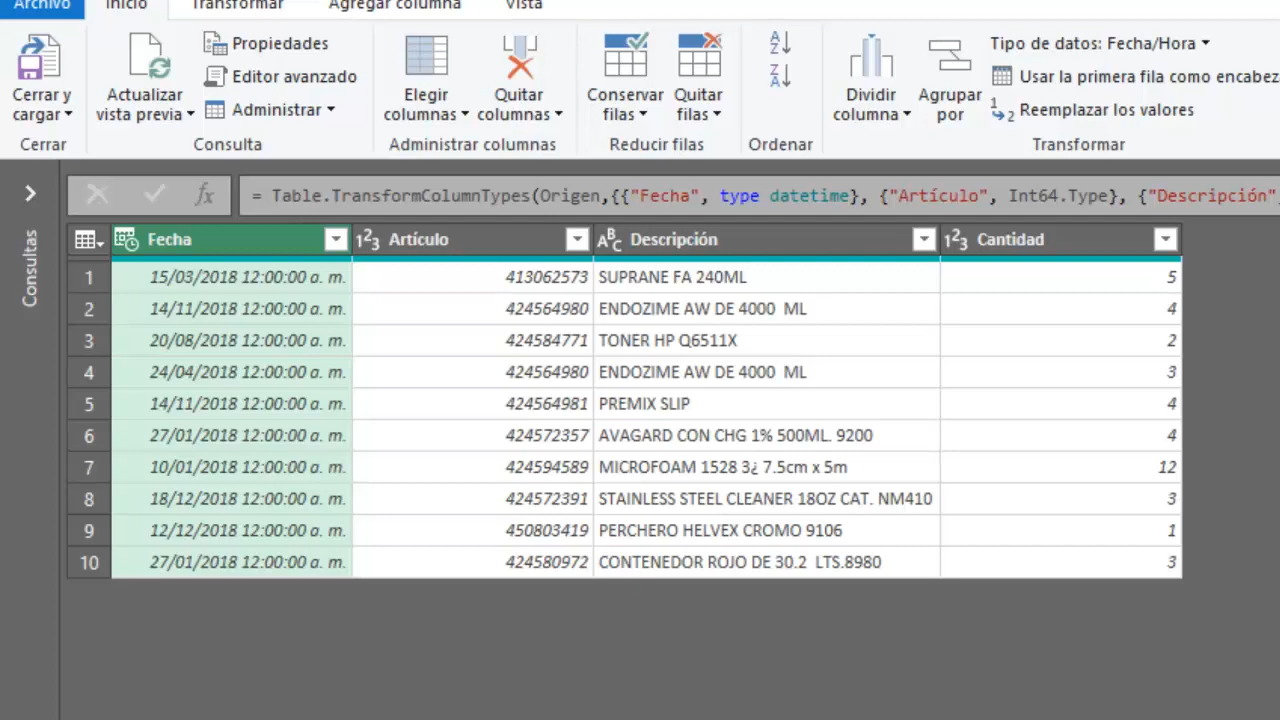 Archivo Inicio Transformar Agregar columna Vista
Cerrar y cargar
Cerrar
Actualizar vista previa
Propiedades
Editor avanzado
Administrar
Consulta
Elegir columnas
Quitar columnas
Administrar columnas
Conservar filas
Quitar filas
Reducir filas
A Z
Z A
Ordenar
Dividir columna
Agrupar por
Tipo de datos: Fecha/Hora
Usar la primera fila como encabez
1 2 Reemplazar los valores
Transformar
Consultas
fx = Table.TransformColumnTypes(Origen,{{"Fecha", type datetime}, {"Artículo", Int64.Type}, {"Descripción",
Fecha 123 Artículo ABC Descripción 123 Cantidad
1 15/03/2018 12:00:00 a. m. 413062573 SUPRANE FA 240ML 5
2 14/11/2018 12:00:00 a. m. 424564980 ENDOZIME AW DE 4000  ML 4
3 20/08/2018 12:00:00 a. m. 424584771 TONER HP Q6511X 2
4 24/04/2018 12:00:00 a. m. 424564980 ENDOZIME AW DE 4000  ML 3
5 14/11/2018 12:00:00 a. m. 424564981 PREMIX SLIP 4
6 27/01/2018 12:00:00 a. m. 424572357 AVAGARD CON CHG 1% 500ML. 9200 4
7 10/01/2018 12:00:00 a. m. 424594589 MICROFOAM 1528 3¿ 7.5cm x 5m 12
8 18/12/2018 12:00:00 a. m. 424572391 STAINLESS STEEL CLEANER 18OZ CAT. NM410 3
9 12/12/2018 12:00:00 a. m. 450803419 PERCHERO HELVEX CROMO 9106 1
10 27/01/2018 12:00:00 a. m. 424580972 CONTENEDOR ROJO DE 30.2  LTS.8980 3